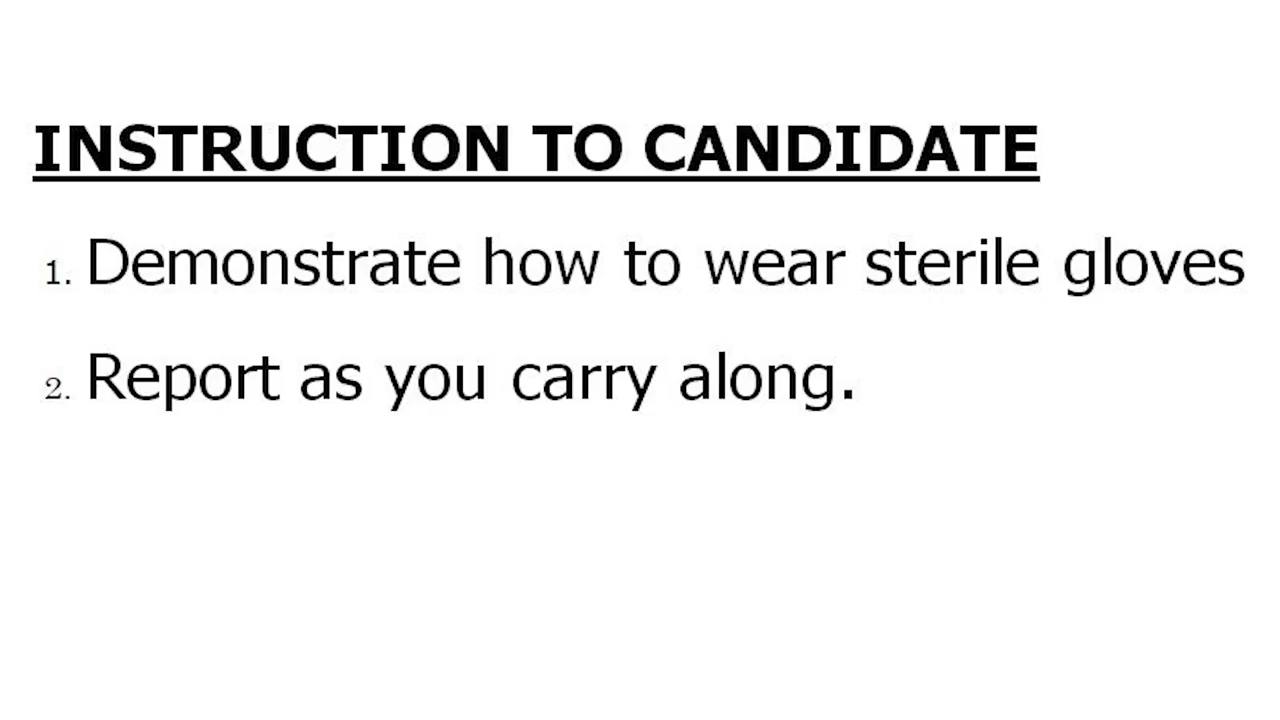 INSTRUCTION TO CANDIDATE
1. Demonstrate how to wear sterile gloves
2. Report as you carry along.